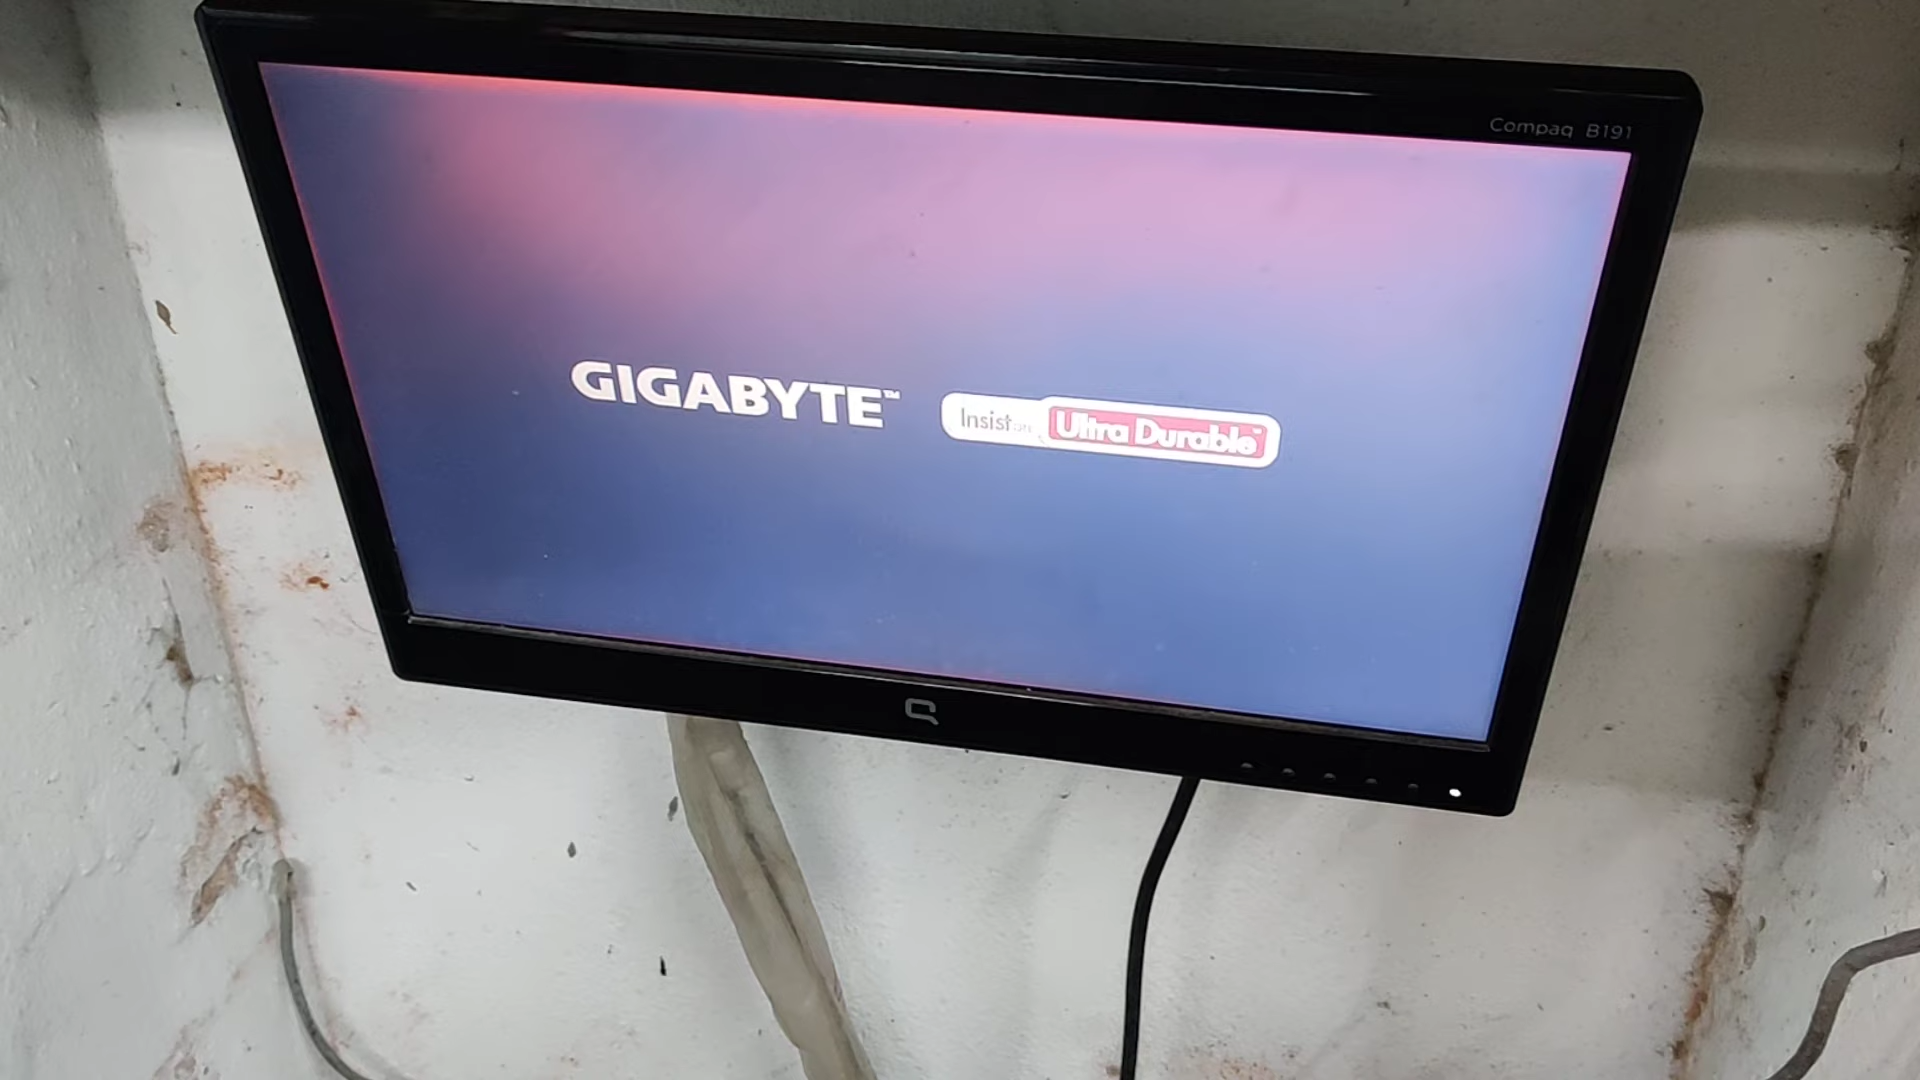 Compaq B191
GIGABYTE™
Insist on Ultra Durable™